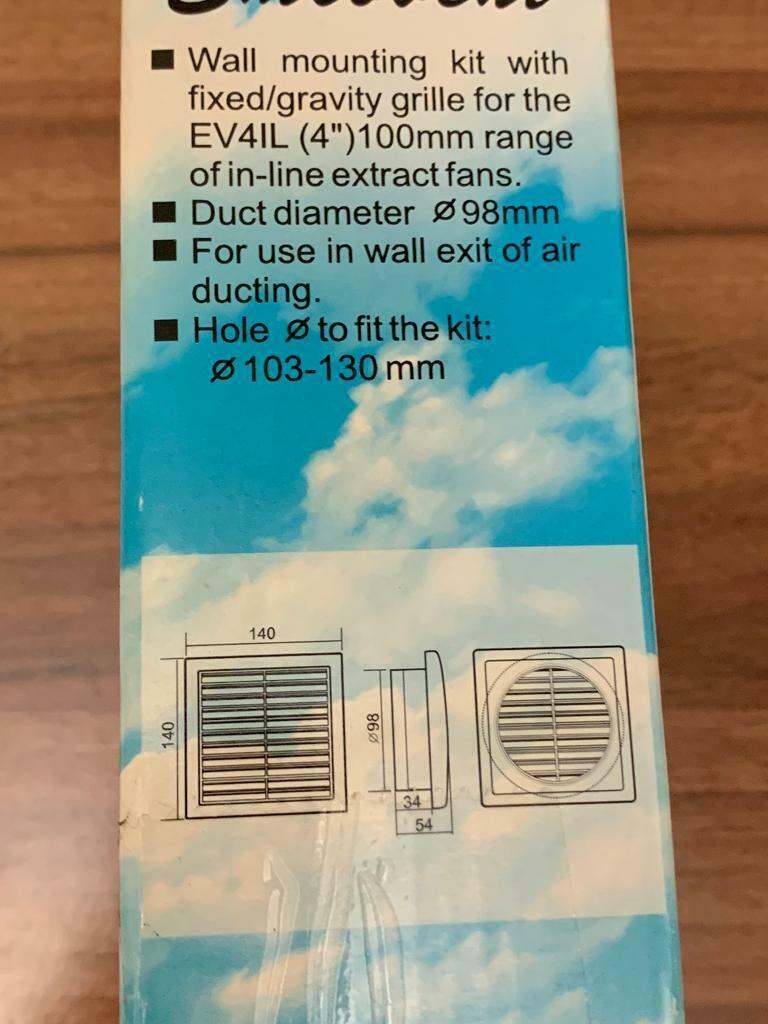 ■ Wall mounting kit with
fixed/gravity grille for the
EV4IL (4")100mm range
of in-line extract fans.
■ Duct diameter Ø98mm
■ For use in wall exit of air
ducting.
■ Hole Ø to fit the kit:
Ø 103-130 mm
140
140
Ø98
34
54